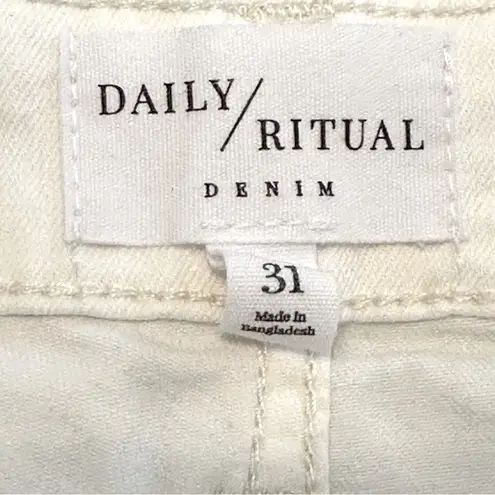 DAILY/
RITUAL
DENIM
31
Made In
Bangladesh